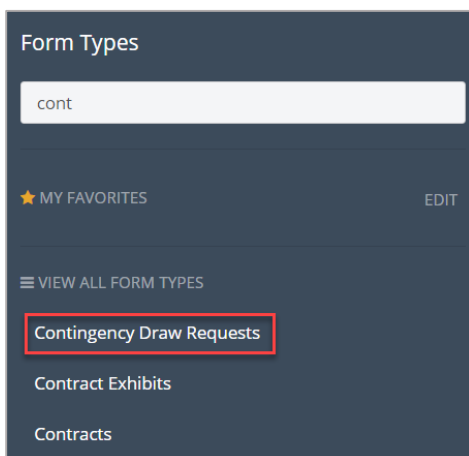 Form Types
cont
MY FAVORITES EDIT
VIEW ALL FORM TYPES
Contingency Draw Requests
Contract Exhibits
Contracts